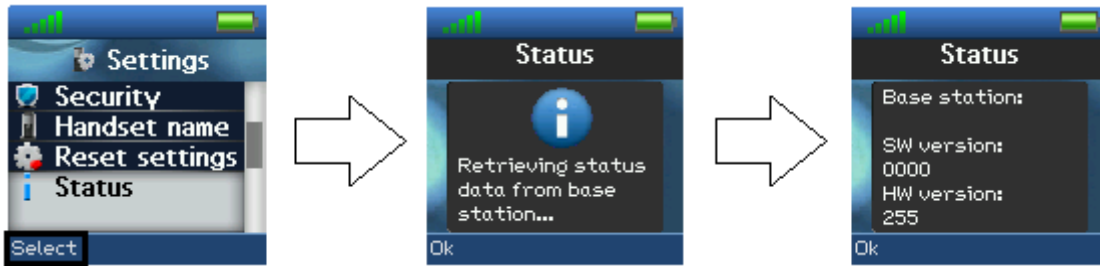 Settings
Security
Handset name
Reset settings
Status
Select
Status
Retrieving status
data from base
station...
Ok
Status
Base station:
SW version:
0000
HW version:
255
Ok